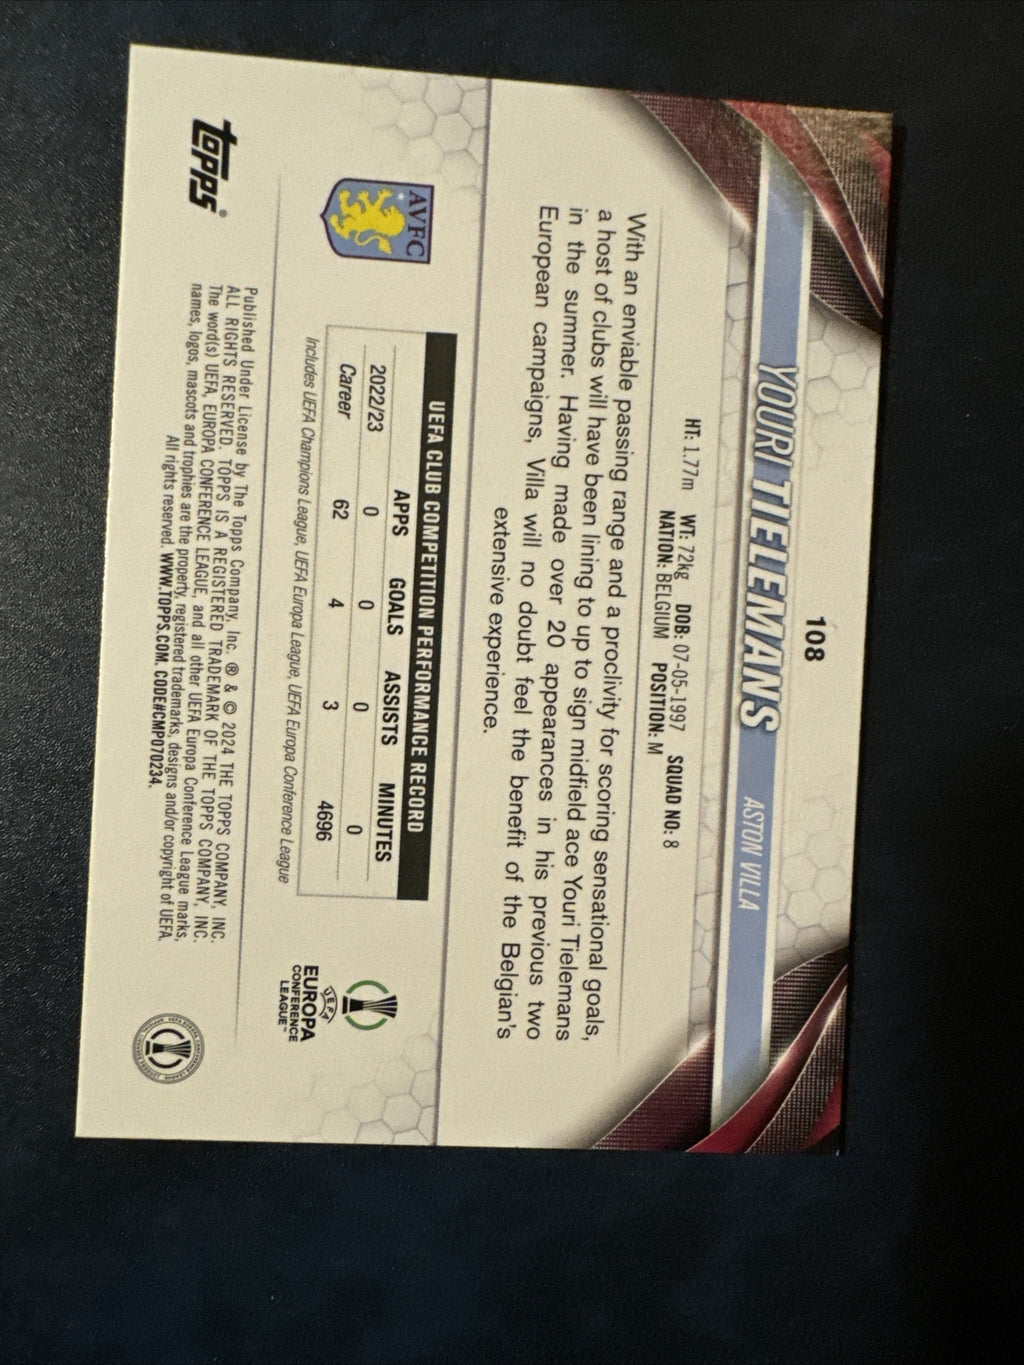 108
YOURI TIELEMANS ASTON VILLA
HT: 1.77m WT: 72kg DOB: 07-05-1997 SQUAD NO: 8
NATION: BELGIUM POSITION: M
With an enviable passing range and a proclivity for scoring sensational goals,
a host of clubs will have been lining to up to sign midfield ace Youri Tielemans
in the summer. Having made over 20 appearances in his previous two
European campaigns, Villa will no doubt feel the benefit of the Belgian's
extensive experience.
AVFC
UEFA CLUB COMPETITION PERFORMANCE RECORD
APPS GOALS ASSISTS MINUTES
2022/23 0 0 0 0
Career 62 4 3 4696
Includes UEFA Champions League, UEFA Europa League, UEFA Europa Conference League
UEFA
EUROPA
CONFERENCE
LEAGUE™
topps®
Published Under License by The Topps Company, Inc. ® & © 2024 THE TOPPS COMPANY, INC.
ALL RIGHTS RESERVED. TOPPS IS A REGISTERED TRADEMARK OF THE TOPPS COMPANY, INC.
The word(s) UEFA, EUROPA CONFERENCE LEAGUE, and all other UEFA Europa Conference League marks,
names, logos, mascots and trophies are the property, registered trademarks, designs and/or copyright of UEFA.
All rights reserved. WWW.TOPPS.COM. CODE#CMP070234.